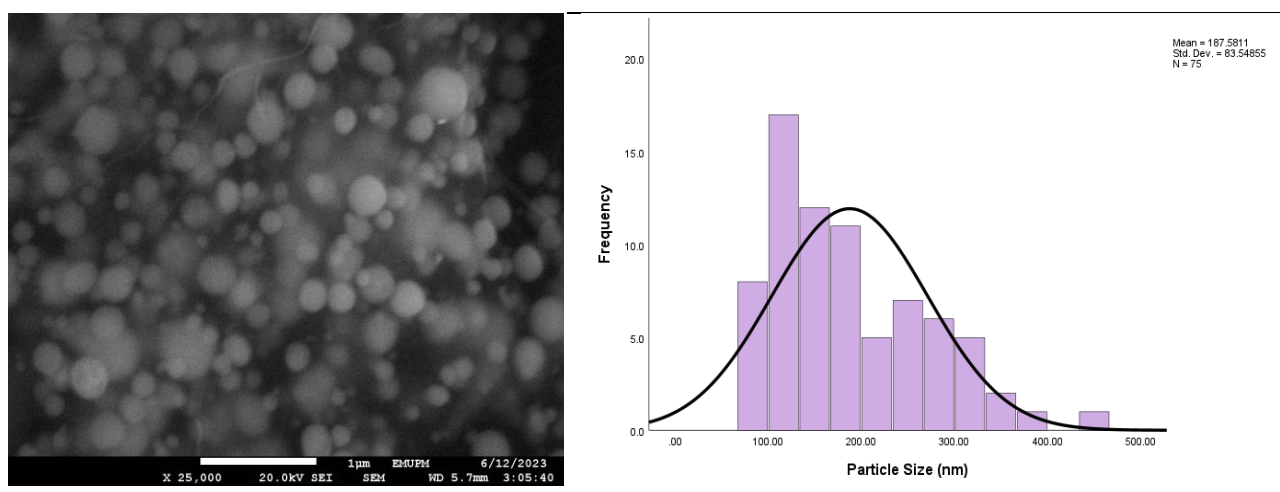 1μm EMUPM 6/12/2023
X 25,000 20.0kV SEI SEM WD 5.7mm 3:05:40
Mean = 187.5811
Std. Dev. = 83.54855
N = 75
20.0
15.0
10.0
5.0
0.0
Frequency
.00 100.00 200.00 300.00 400.00 500.00
Particle Size (nm)